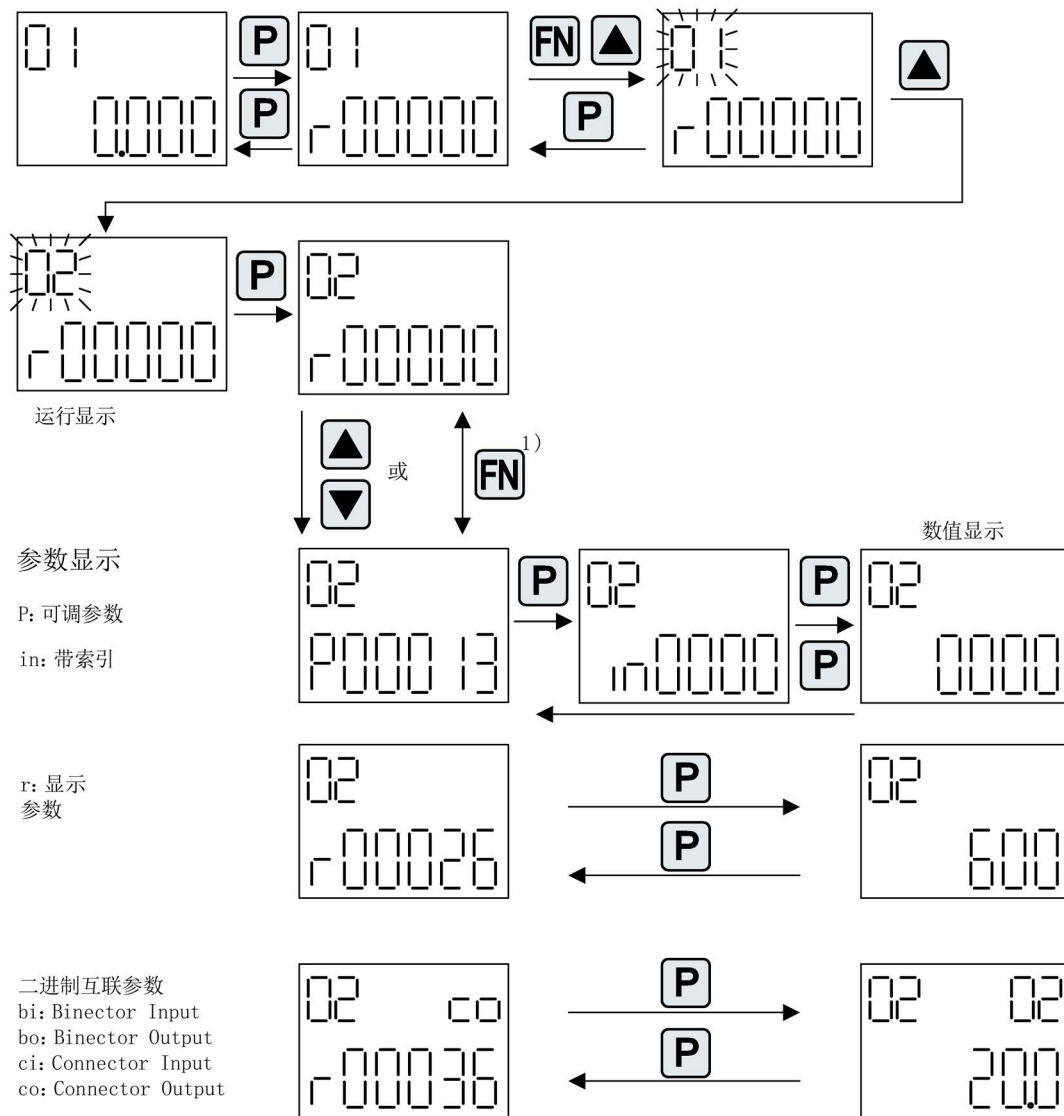 01
0.000
P
P
01
r00000
FN
P
01
r00000
02
r00000
运行显示
P
02
r00000
或
FN 1)
参数显示
P: 可调参数
in: 带索引
02
P00013
P
02
in0000
P
P
数值显示
02
0000
r: 显示
参数
02
r00026
P
P
02
600
二进制互联参数
bi: Binector Input
bo: Binector Output
ci: Connector Input
co: Connector Output
02 co
r00036
P
P
02 02
20.0